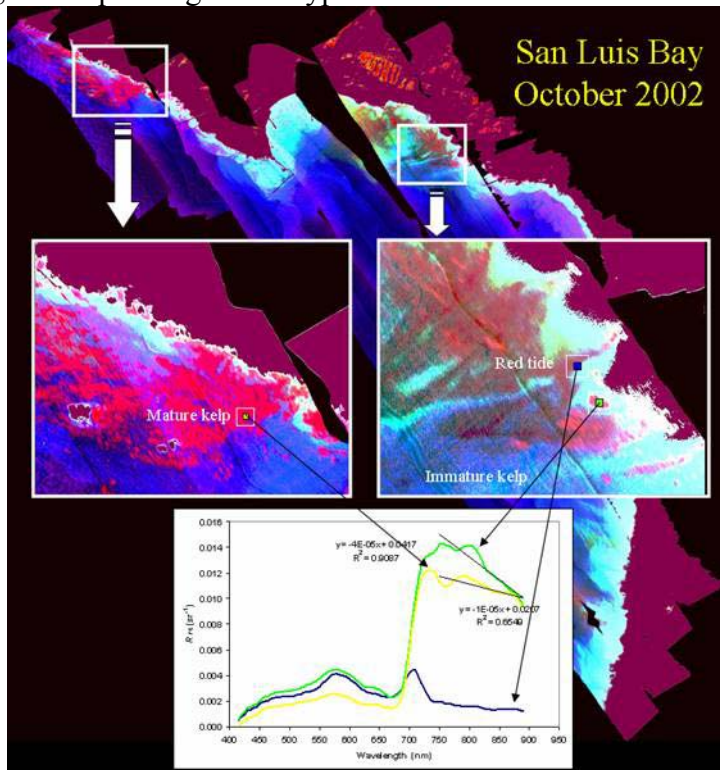 San Luis Bay
October 2002
Red tide
Mature kelp
Immature kelp
0.016
0.014
0.012
0.010
0.008
0.006
0.004
0.002
0.000
y = -4E-05x + 0.0417
R² = 0.9087
y = -1E-05x + 0.0207
R² = 0.6549
400 450 500 550 600 650 700 750 800 850 900 950
Wavelength (nm)